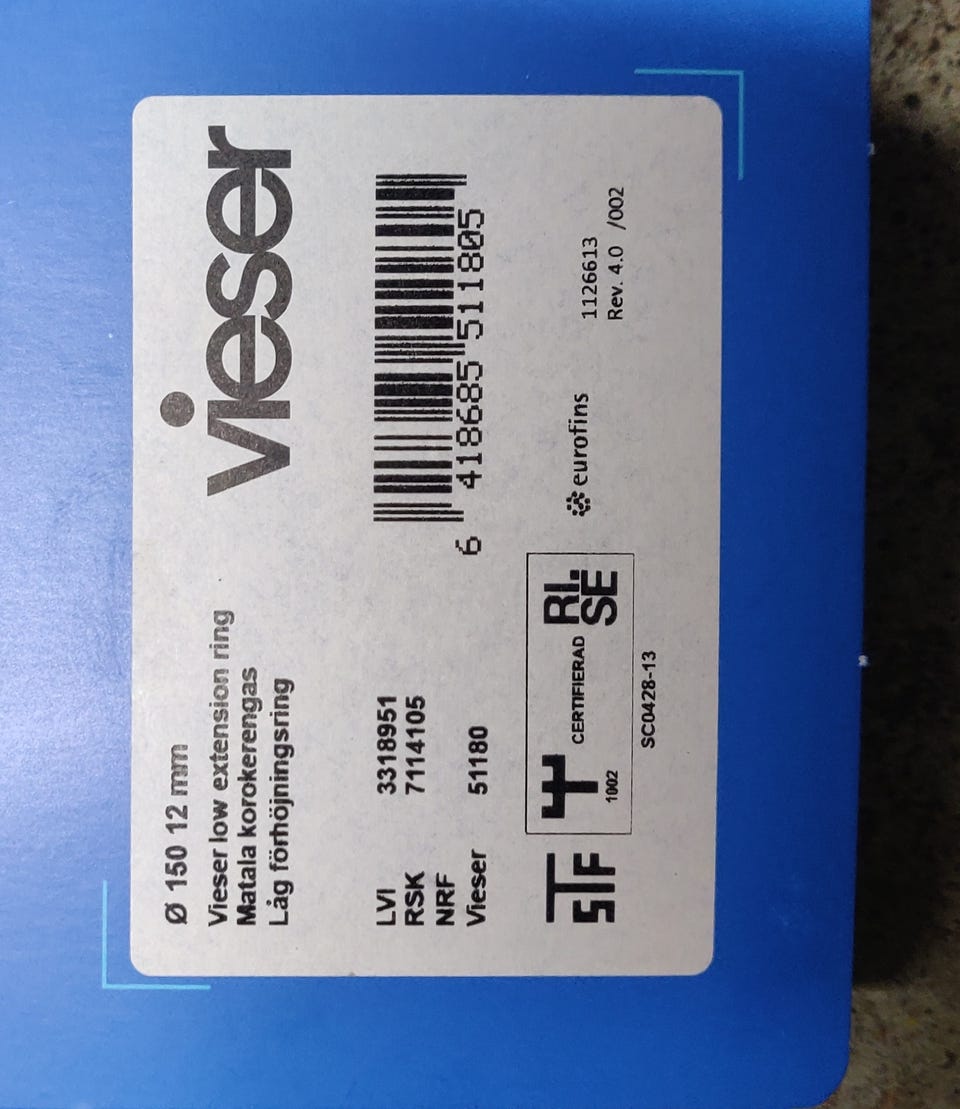 Ø 150 12 mm
Vieser low extension ring
Matala korokerengas
Låg förhöjningsring
vieser
LVI 3318951
RSK 7114105
NRF
Vieser 51180
6 418685 511805
STF
1002
CERTIFIERAD
RI.
SE
eurofins
1126613
Rev. 4.0 /002
SC0428-13